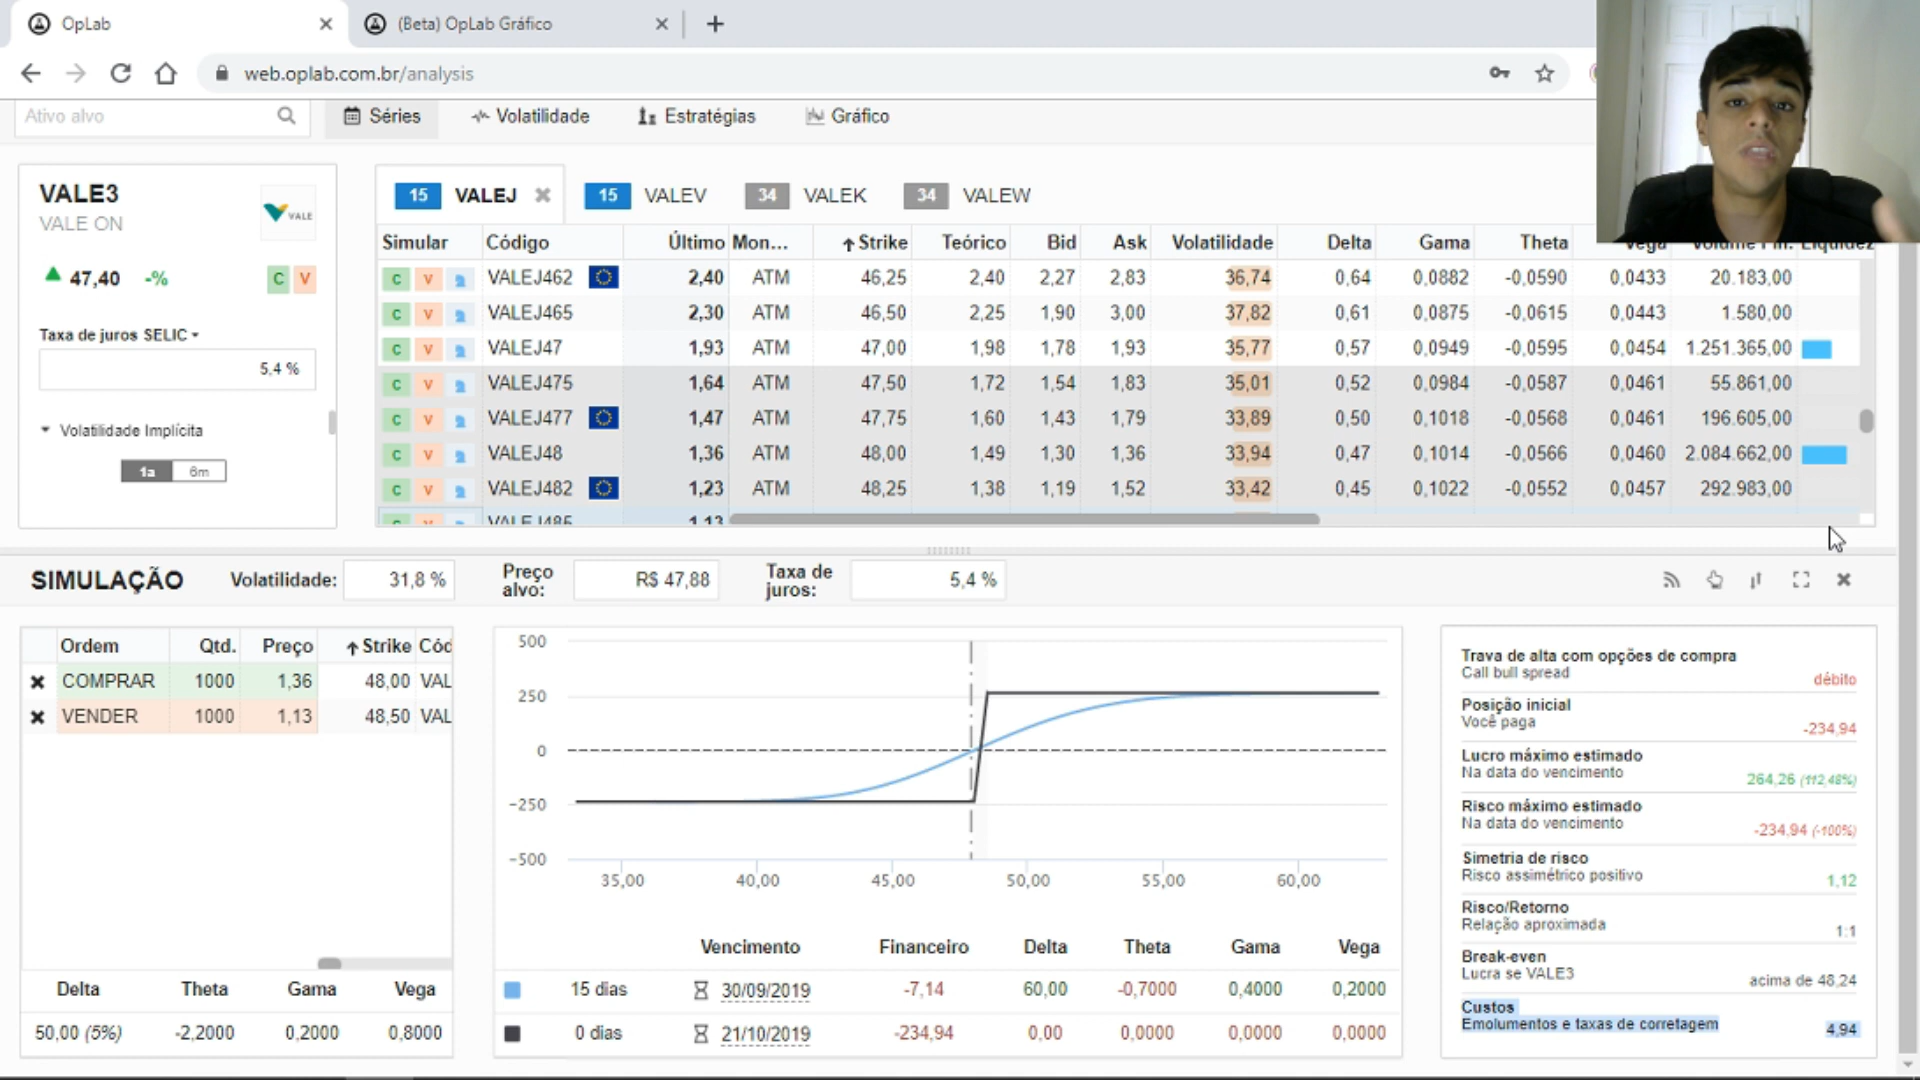 OpLab
(Beta) OpLab Gráfico
web.oplab.com.br/analysis
Ativo alvo
Séries
Volatilidade
Estratégias
Gráfico
VALE3
VALE ON
VALE
47,40 -%
C V
Taxa de juros SELIC
5,4 %
Volatilidade Implícita
1a 6m
15 VALEJ
15 VALEV
34 VALEK
34 VALEW
Simular Código Último Mon... Strike Teórico Bid Ask Volatilidade Delta Gama Theta Vega Volume Fin. Liquidez
C V VALEJ462 2,40 ATM 46,25 2,40 2,27 2,83 36,74 0,64 0,0882 -0,0590 0,0433 20.183,00
C V VALEJ465 2,30 ATM 46,50 2,25 1,90 3,00 37,82 0,61 0,0875 -0,0615 0,0443 1.580,00
C V VALEJ47 1,93 ATM 47,00 1,98 1,78 1,93 35,77 0,57 0,0949 -0,0595 0,0454 1.251.365,00
C V VALEJ475 1,64 ATM 47,50 1,72 1,54 1,83 35,01 0,52 0,0984 -0,0587 0,0461 55.861,00
C V VALEJ477 1,47 ATM 47,75 1,60 1,43 1,79 33,89 0,50 0,1018 -0,0568 0,0461 196.605,00
C V VALEJ48 1,36 ATM 48,00 1,49 1,30 1,36 33,94 0,47 0,1014 -0,0566 0,0460 2.084.662,00
C V VALEJ482 1,23 ATM 48,25 1,38 1,19 1,52 33,42 0,45 0,1022 -0,0552 0,0457 292.983,00
C V VALEJ485 1,13
SIMULAÇÃO
Volatilidade: 31,8 %
Preço alvo: R$ 47,88
Taxa de juros: 5,4 %
Ordem Qtd. Preço Strike Cód
COMPRAR 1000 1,36 48,00 VAL
VENDER 1000 1,13 48,50 VAL
Delta Theta Gama Vega
50,00 (5%) -2,2000 0,2000 0,8000
500
250
0
-250
-500
35,00 40,00 45,00 50,00 55,00 60,00
Vencimento Financeiro Delta Theta Gama Vega
15 dias 30/09/2019 -7,14 60,00 -0,7000 0,4000 0,2000
0 dias 21/10/2019 -234,94 0,00 0,0000 0,0000 0,0000
Trava de alta com opções de compra
Call bull spread
débito
Posição inicial
Você paga
-234,94
Lucro máximo estimado
Na data do vencimento
264,26 (112,48%)
Risco máximo estimado
Na data do vencimento
-234,94 (-100%)
Simetria de risco
Risco assimétrico positivo
1,12
Risco/Retorno
Relação aproximada
1:1
Break-even
Lucra se VALE3
acima de 48,24
Custos
Emolumentos e taxas de corretagem
4,94